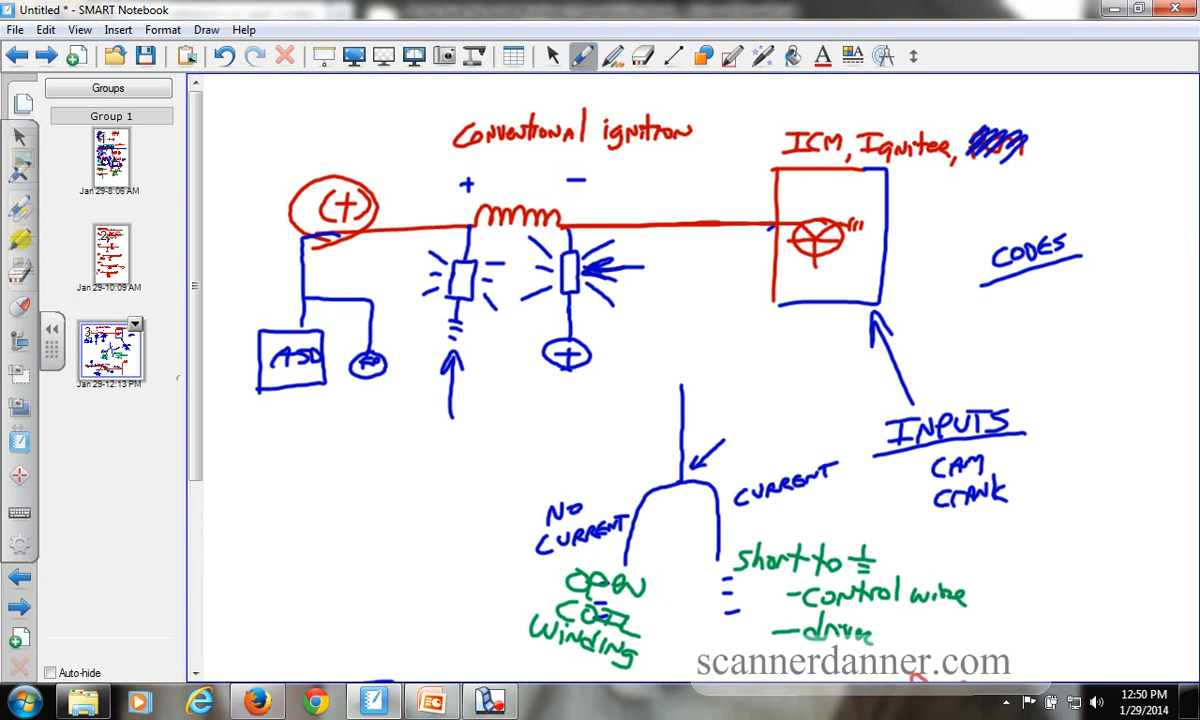 Untitled * - SMART Notebook
File Edit View Insert Format Draw Help
Groups
Group 1
Jan 29-8:06 AM
Jan 29-10:09 AM
Jan 29-12:13 PM
Auto-hide
CONVENTIONAL ignition
ICM, Igniter,
(+)
+ −
CODES
ASD
+
INPUTS
CAM
CRANK
NO
CURRENT
CURRENT
OPEN
COIL
Winding
Short to
- control wire
- driver
scannerdanner.com
12:50 PM
1/29/2014